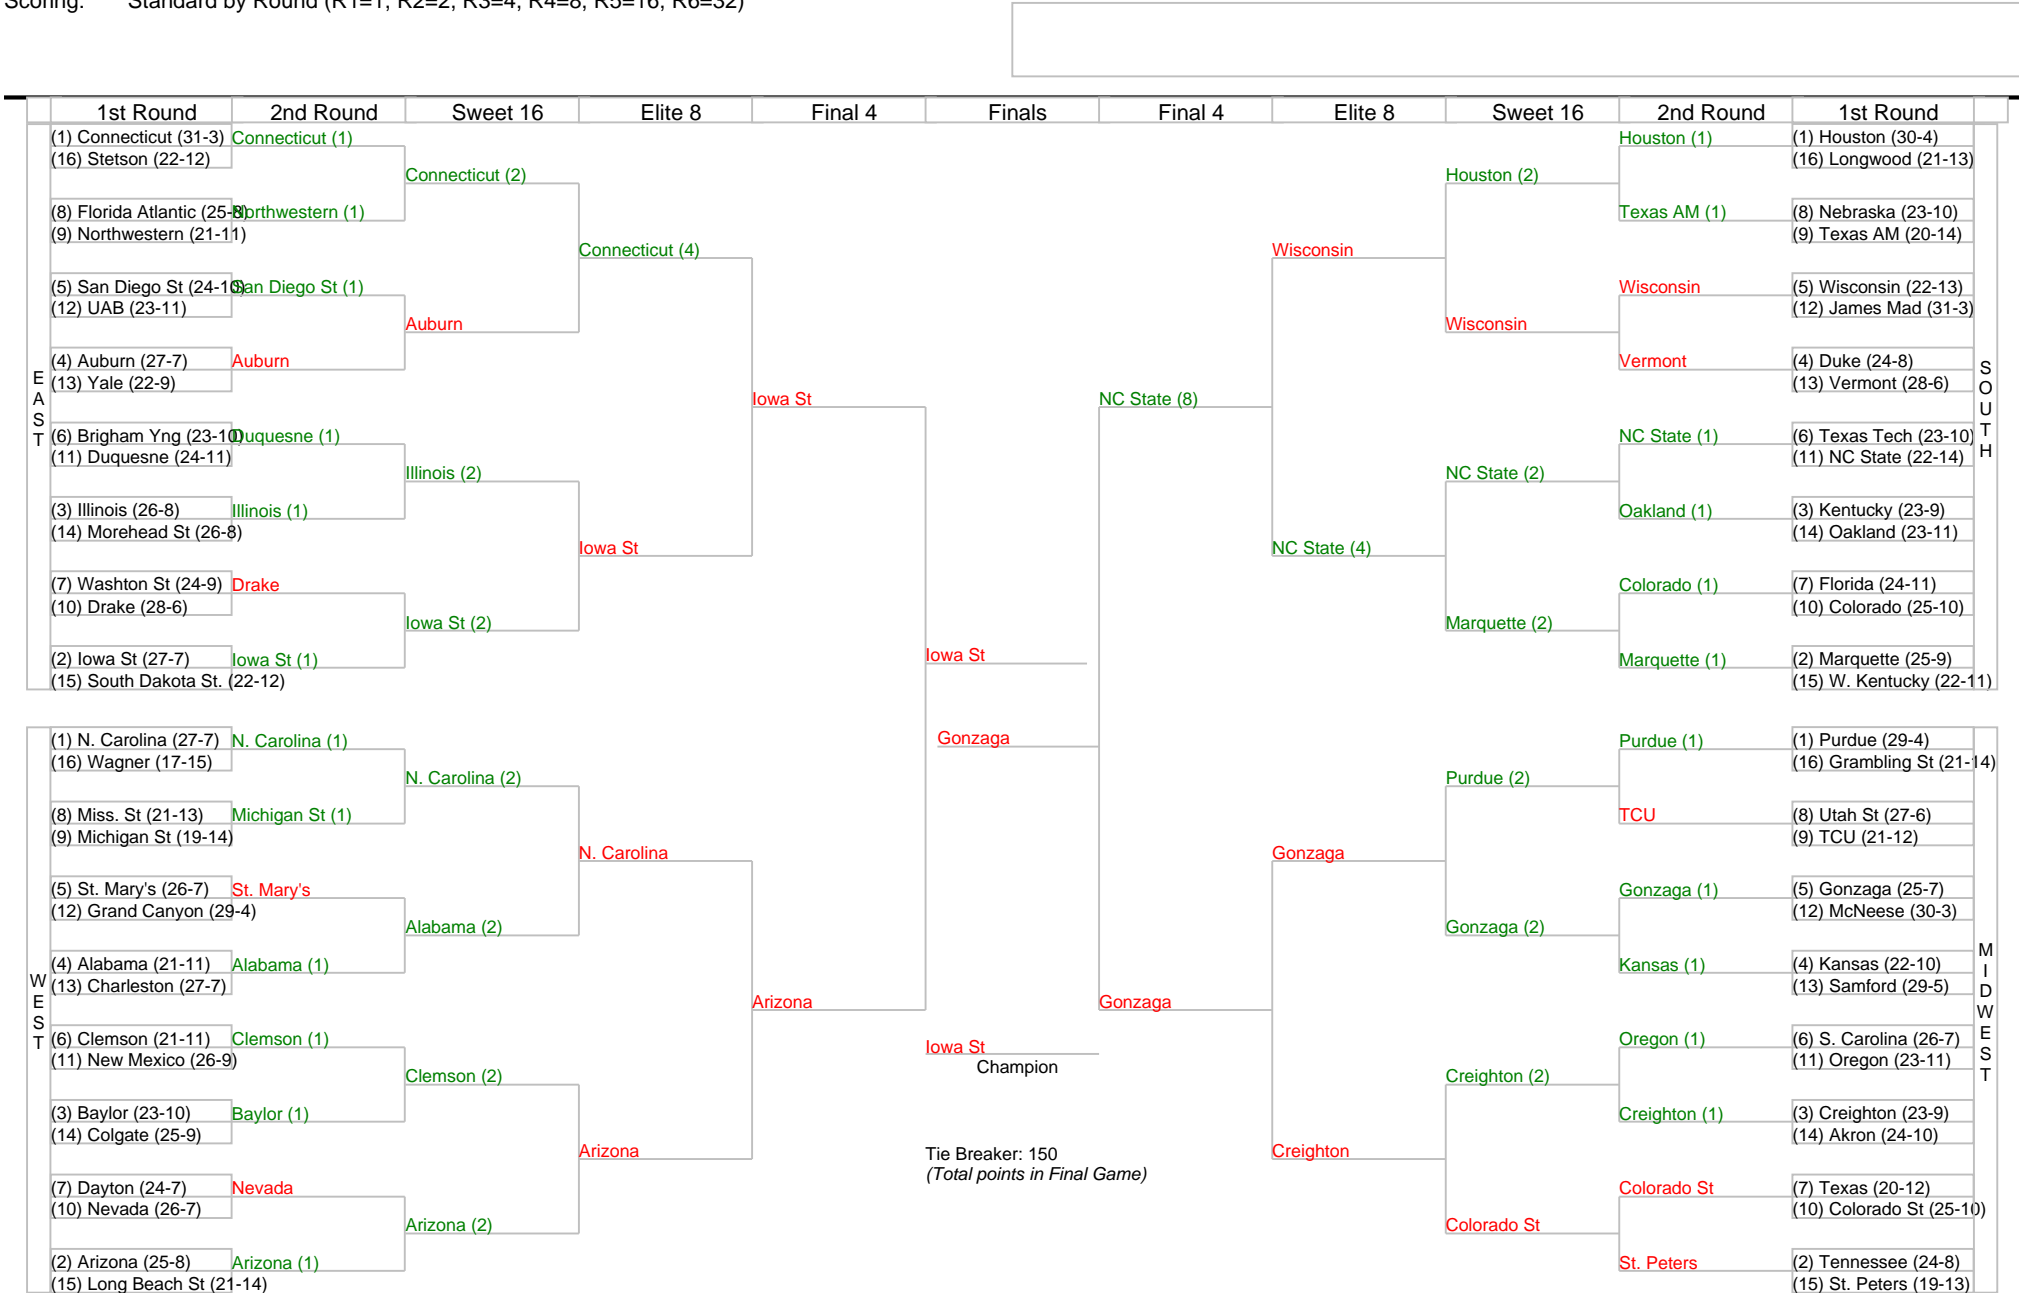 Scoring: Standard by Round (R1=1, R2=2, R3=4, R4=8, R5=16, R6=32)
1st Round 2nd Round Sweet 16 Elite 8 Final 4 Finals Final 4 Elite 8 Sweet 16 2nd Round 1st Round
EAST
(1) Connecticut (31-3)
(16) Stetson (22-12)
(8) Florida Atlantic (25-8)
(9) Northwestern (21-11)
(5) San Diego St (24-10)
(12) UAB (23-11)
(4) Auburn (27-7)
(13) Yale (22-9)
(6) Brigham Yng (23-10)
(11) Duquesne (24-11)
(3) Illinois (26-8)
(14) Morehead St (26-8)
(7) Washton St (24-9)
(10) Drake (28-6)
(2) Iowa St (27-7)
(15) South Dakota St. (22-12)
Connecticut (1)
Northwestern (1)
San Diego St (1)
Auburn
Duquesne (1)
Illinois (1)
Drake
Iowa St (1)
Connecticut (2)
Auburn
Illinois (2)
Iowa St (2)
Connecticut (4)
Iowa St
Iowa St
WEST
(1) N. Carolina (27-7)
(16) Wagner (17-15)
(8) Miss. St (21-13)
(9) Michigan St (19-14)
(5) St. Mary's (26-7)
(12) Grand Canyon (29-4)
(4) Alabama (21-11)
(13) Charleston (27-7)
(6) Clemson (21-11)
(11) New Mexico (26-9)
(3) Baylor (23-10)
(14) Colgate (25-9)
(7) Dayton (24-7)
(10) Nevada (26-7)
(2) Arizona (25-8)
(15) Long Beach St (21-14)
N. Carolina (1)
Michigan St (1)
St. Mary's
Alabama (1)
Clemson (1)
Baylor (1)
Nevada
Arizona (1)
N. Carolina (2)
Alabama (2)
Clemson (2)
Arizona (2)
N. Carolina
Arizona
Arizona
Iowa St
Gonzaga
Iowa St
Champion
Tie Breaker: 150
(Total points in Final Game)
NC State (8)
Wisconsin
NC State (4)
Houston (2)
Wisconsin
NC State (2)
Marquette (2)
Houston (1)
Texas AM (1)
Wisconsin
Vermont
NC State (1)
Oakland (1)
Colorado (1)
Marquette (1)
(1) Houston (30-4)
(16) Longwood (21-13)
(8) Nebraska (23-10)
(9) Texas AM (20-14)
(5) Wisconsin (22-13)
(12) James Mad (31-3)
(4) Duke (24-8)
(13) Vermont (28-6)
(6) Texas Tech (23-10)
(11) NC State (22-14)
(3) Kentucky (23-9)
(14) Oakland (23-11)
(7) Florida (24-11)
(10) Colorado (25-10)
(2) Marquette (25-9)
(15) W. Kentucky (22-11)
SOUTH
Gonzaga
Gonzaga
Creighton
Purdue (2)
Gonzaga (2)
Creighton (2)
Colorado St
Purdue (1)
TCU
Gonzaga (1)
Kansas (1)
Oregon (1)
Creighton (1)
Colorado St
St. Peters
(1) Purdue (29-4)
(16) Grambling St (21-14)
(8) Utah St (27-6)
(9) TCU (21-12)
(5) Gonzaga (25-7)
(12) McNeese (30-3)
(4) Kansas (22-10)
(13) Samford (29-5)
(6) S. Carolina (26-7)
(11) Oregon (23-11)
(3) Creighton (23-9)
(14) Akron (24-10)
(7) Texas (20-12)
(10) Colorado St (25-10)
(2) Tennessee (24-8)
(15) St. Peters (19-13)
MIDWEST